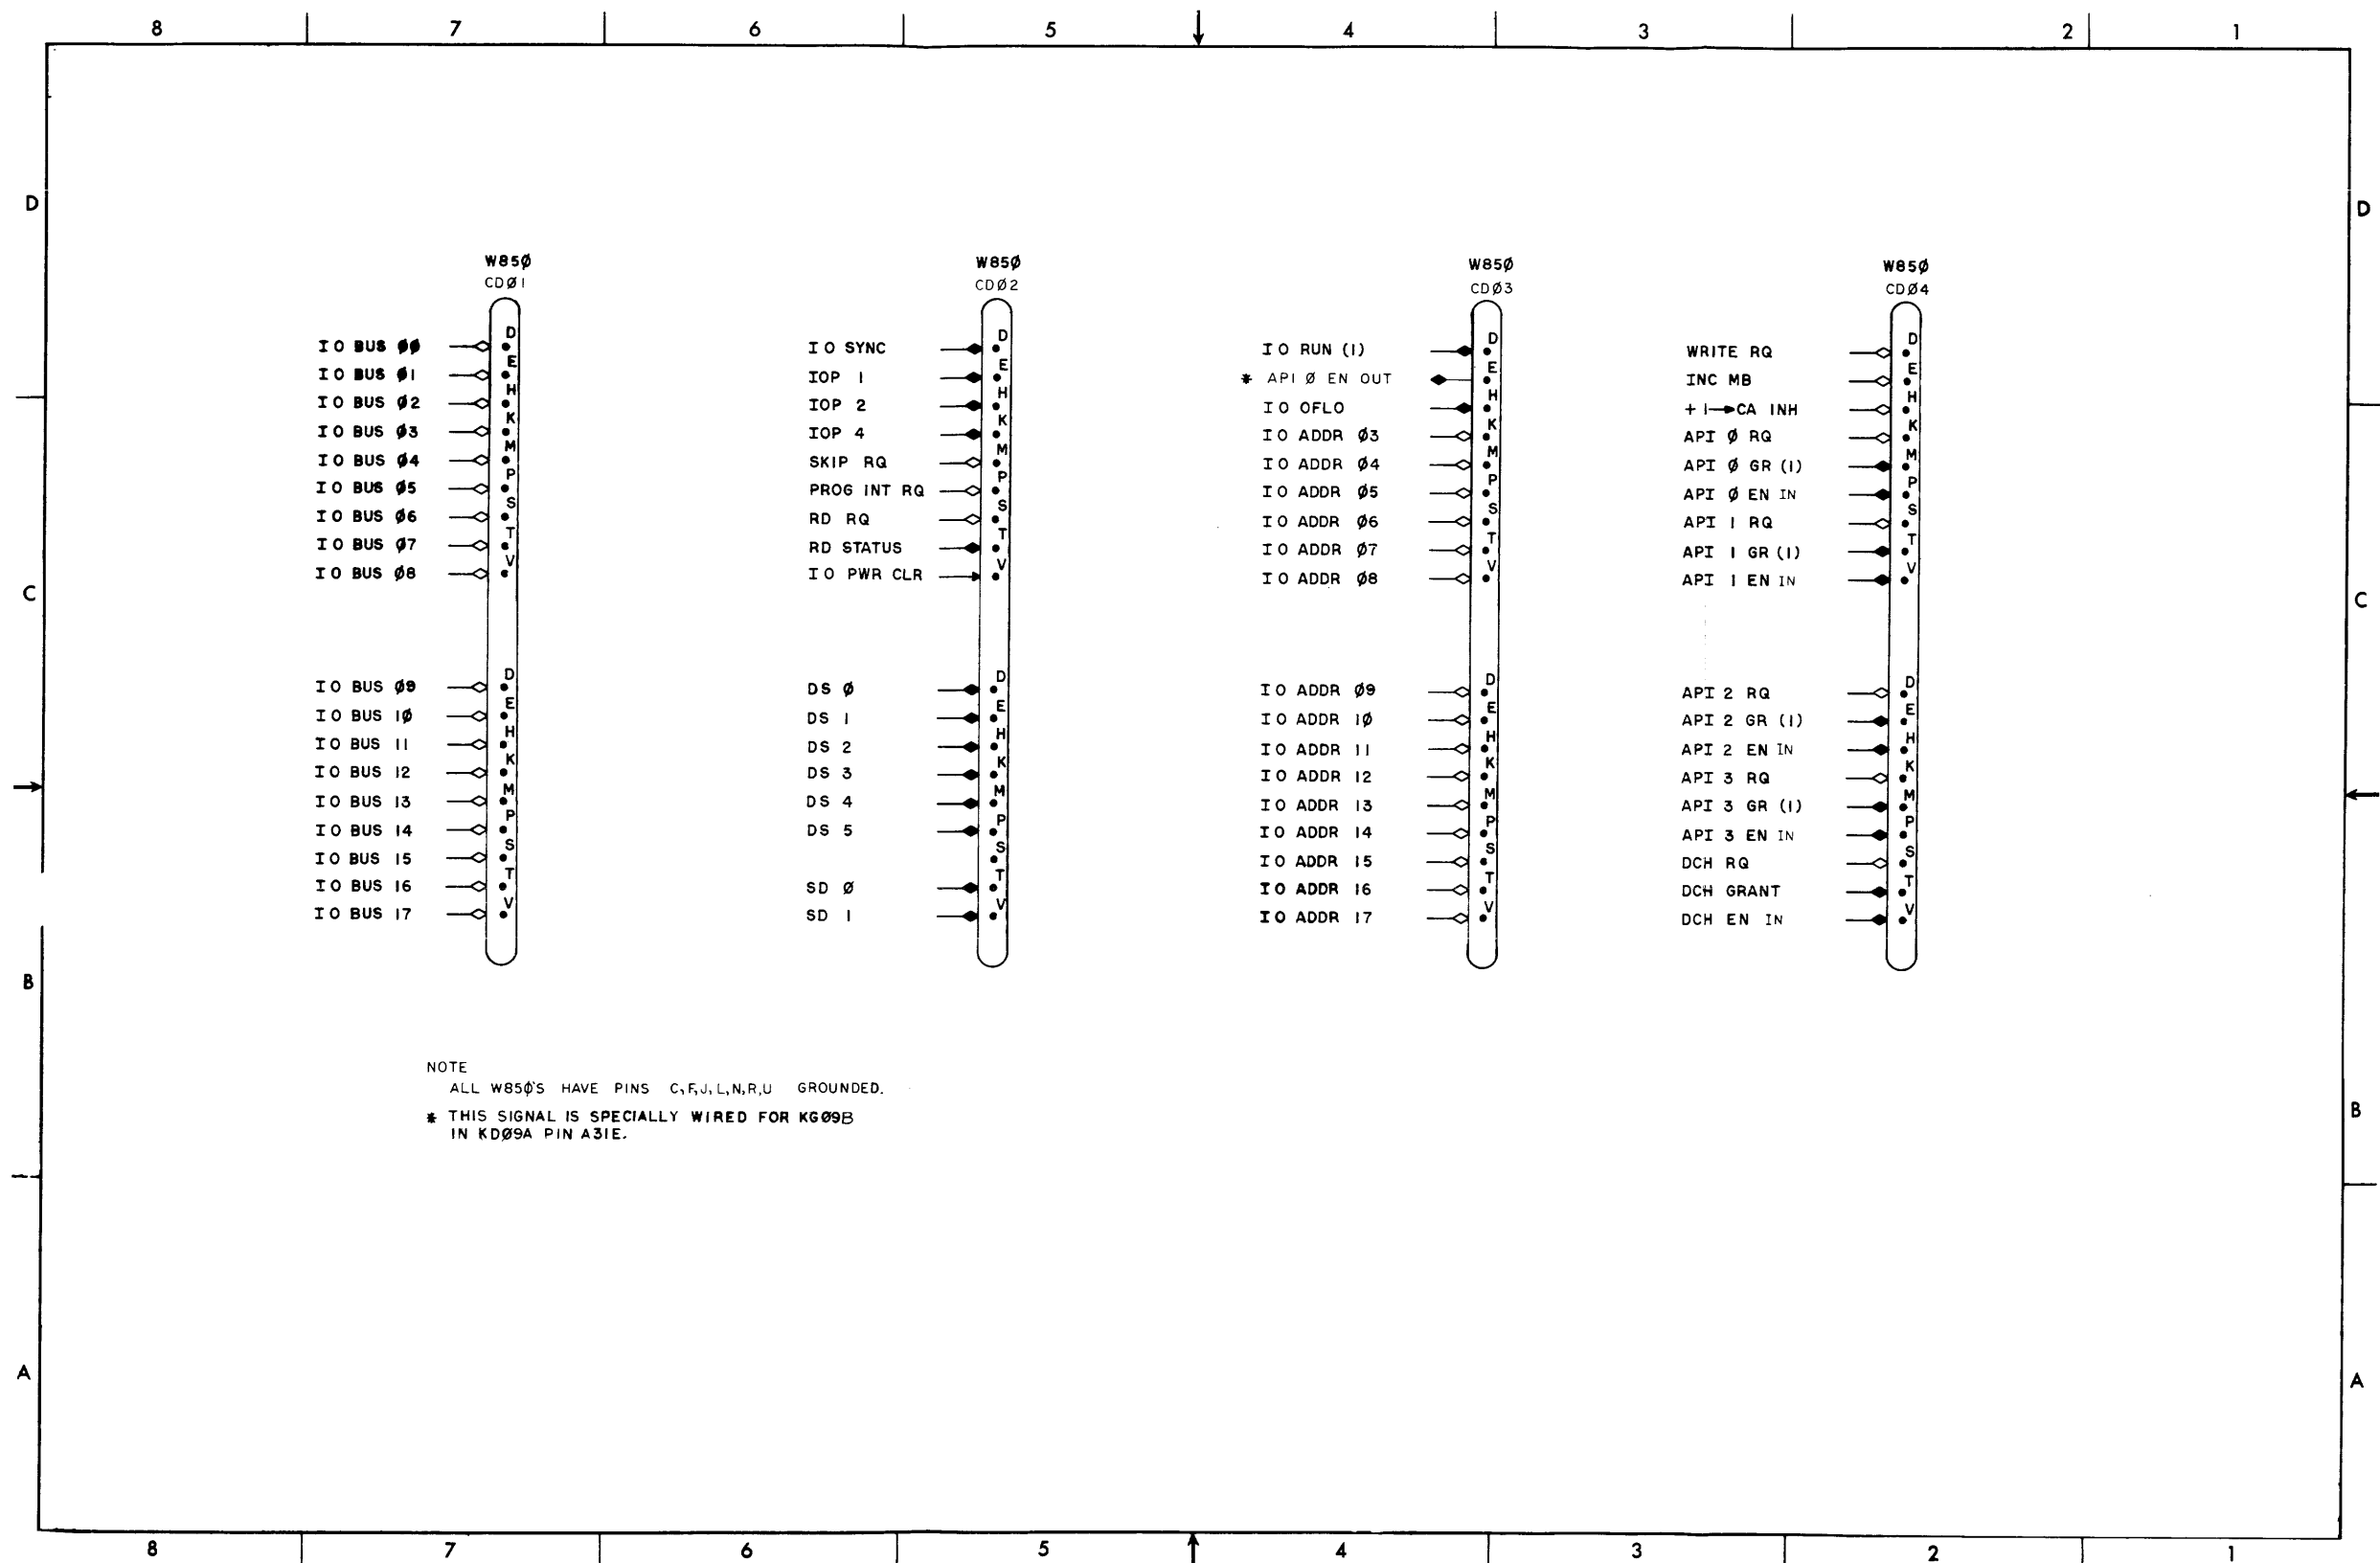 8 7 6 5 4 3 2 1
D
D
W85Ø
CDØ1
D
IO BUS ØØ
E
IO BUS Ø1
H
IO BUS Ø2
K
IO BUS Ø3
M
IO BUS Ø4
P
IO BUS Ø5
S
IO BUS Ø6
T
IO BUS Ø7
V
IO BUS Ø8
D
IO BUS Ø9
E
IO BUS 1Ø
H
IO BUS 11
K
IO BUS 12
M
IO BUS 13
P
IO BUS 14
S
IO BUS 15
T
IO BUS 16
V
IO BUS 17
W85Ø
CDØ2
D
IO SYNC
E
IOP 1
H
IOP 2
K
IOP 4
M
SKIP RQ
P
PROG INT RQ
S
RD RQ
T
RD STATUS
V
IO PWR CLR
D
DS Ø
E
DS 1
H
DS 2
K
DS 3
M
DS 4
P
DS 5
S
T
SD Ø
V
SD 1
W85Ø
CDØ3
D
IO RUN (1)
E
* API Ø EN OUT
H
IO OFLO
K
IO ADDR Ø3
M
IO ADDR Ø4
P
IO ADDR Ø5
S
IO ADDR Ø6
T
IO ADDR Ø7
V
IO ADDR Ø8
D
IO ADDR Ø9
E
IO ADDR 1Ø
H
IO ADDR 11
K
IO ADDR 12
M
IO ADDR 13
P
IO ADDR 14
S
IO ADDR 15
T
IO ADDR 16
V
IO ADDR 17
W85Ø
CDØ4
D
WRITE RQ
E
INC MB
H
+1→CA INH
K
API Ø RQ
M
API Ø GR (1)
P
API Ø EN IN
S
API 1 RQ
T
API 1 GR (1)
V
API 1 EN IN
D
API 2 RQ
E
API 2 GR (1)
H
API 2 EN IN
K
API 3 RQ
M
API 3 GR (1)
P
API 3 EN IN
S
DCH RQ
T
DCH GRANT
V
DCH EN IN
C
C
B
B
NOTE
ALL W85Ø'S HAVE PINS C,F,J,L,N,R,U GROUNDED.
* THIS SIGNAL IS SPECIALLY WIRED FOR KGØ9B
IN KDØ9A PIN A31E.
A
A
8 7 6 5 4 3 2 1